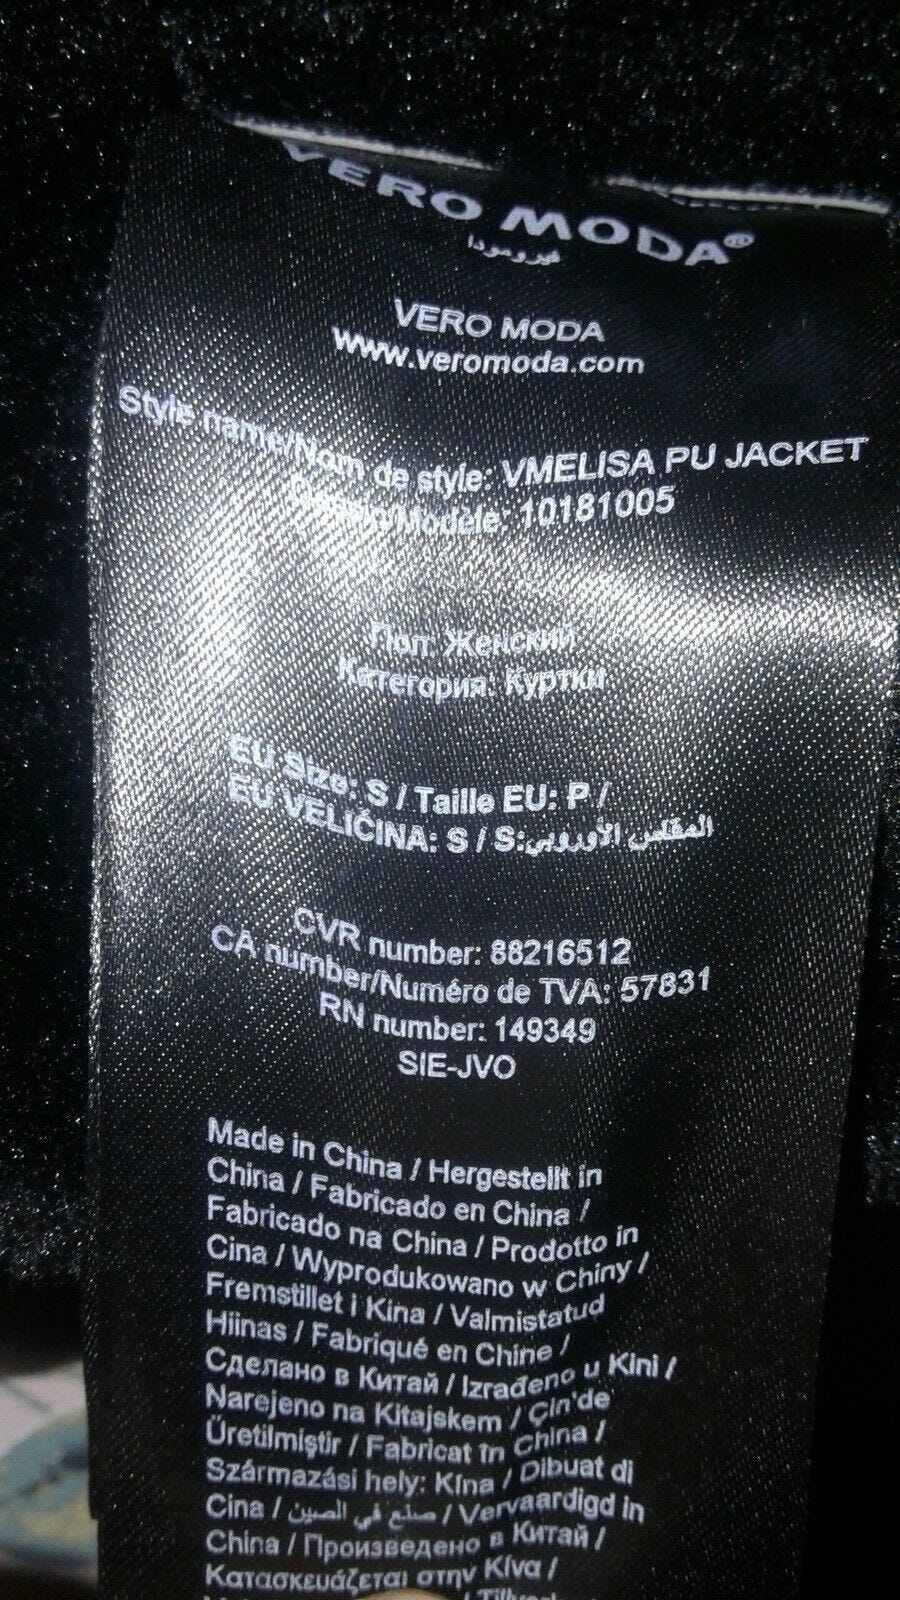 VERO MODA®
فيرومودا
VERO MODA
www.veromoda.com
Style name/Nom de style: VMELISA PU JACKET
Design/Modèle: 10181005
Пол: Женский
Категория: Куртки
EU Size: S / Taille EU: P /
EU VELIČINA: S / S:المقاس الأوروبي
CVR number: 88216512
CA number/Numéro de TVA: 57831
RN number: 149349
SIE-JVO
Made in China / Hergestellt in
China / Fabricado en China /
Fabricado na China / Prodotto in
Cina / Wyprodukowano w Chiny /
Fremstillet i Kina / Valmistatud
Hiinas / Fabriqué en Chine /
Сделано в Китай / Izrađeno u Kini /
Narejeno na Kitajskem / Çin'de
Üretilmiştir / Fabricat în China /
Származási hely: Kína / Dibuat di
Cina / صنع في الصين / Vervaardigd in
China / Произведено в Китай /
Κατασκευάζεται στην Κίνα /